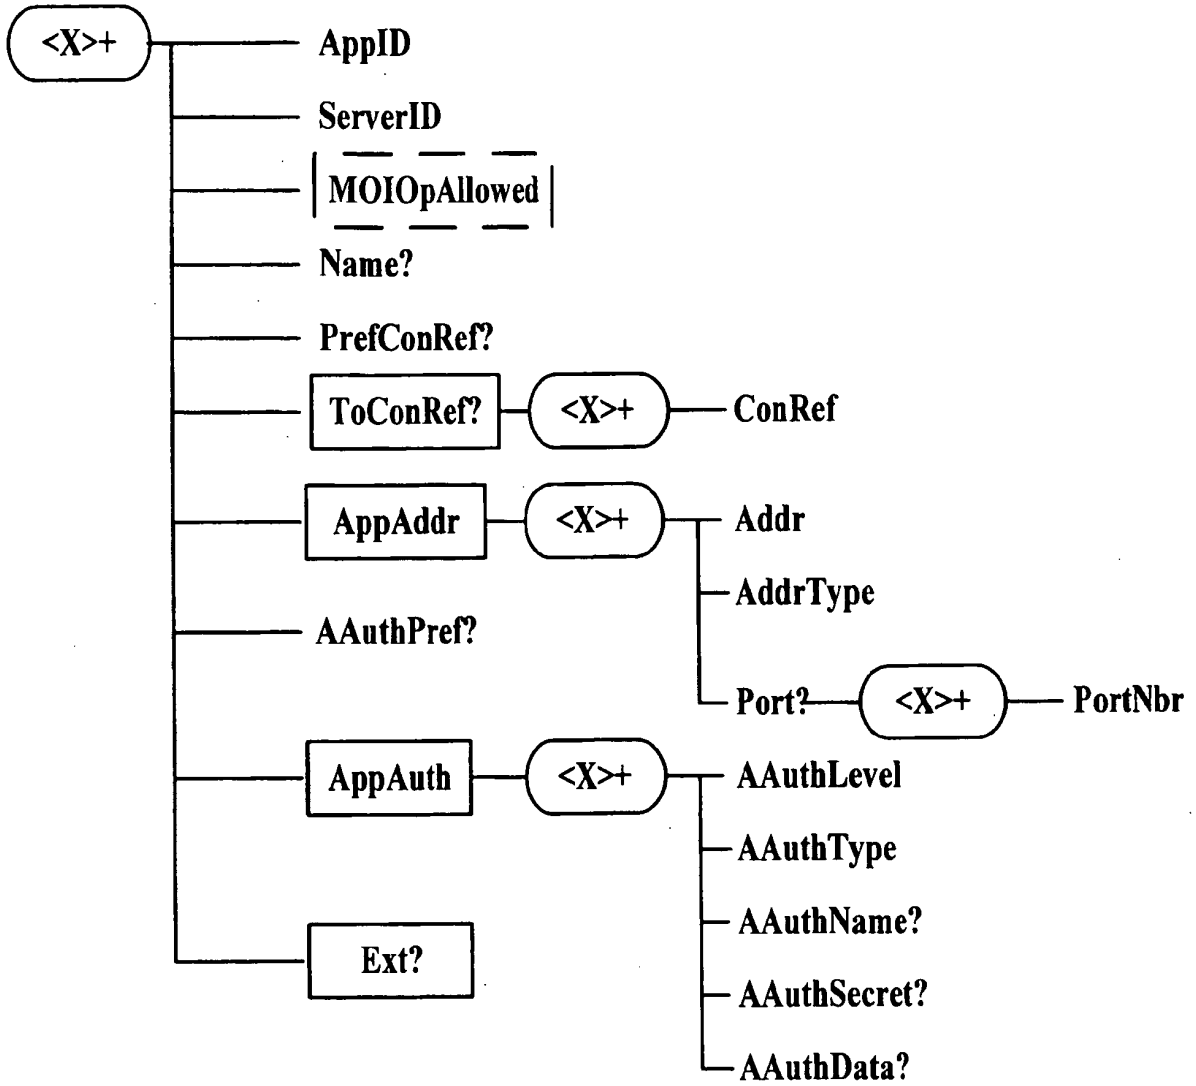 <X>+
AppID
ServerID
MOIOpAllowed
Name?
PrefConRef?
ToConRef? <X>+ ConRef
AppAddr <X>+ Addr
AddrType
AAuthPref?
Port? <X>+ PortNbr
AppAuth <X>+ AAuthLevel
AAuthType
AAuthName?
Ext?
AAuthSecret?
AAuthData?